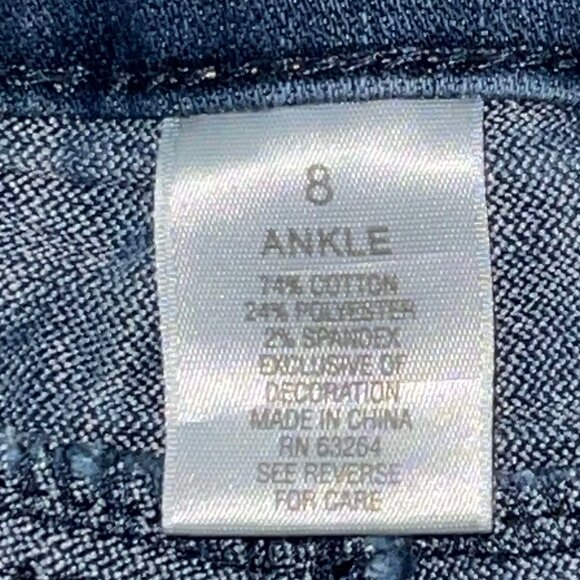 8
ANKLE
74% COTTON
24% POLYESTER
2% SPANDEX
EXCLUSIVE OF
DECORATION
MADE IN CHINA
RN 63264
SEE REVERSE
FOR CARE